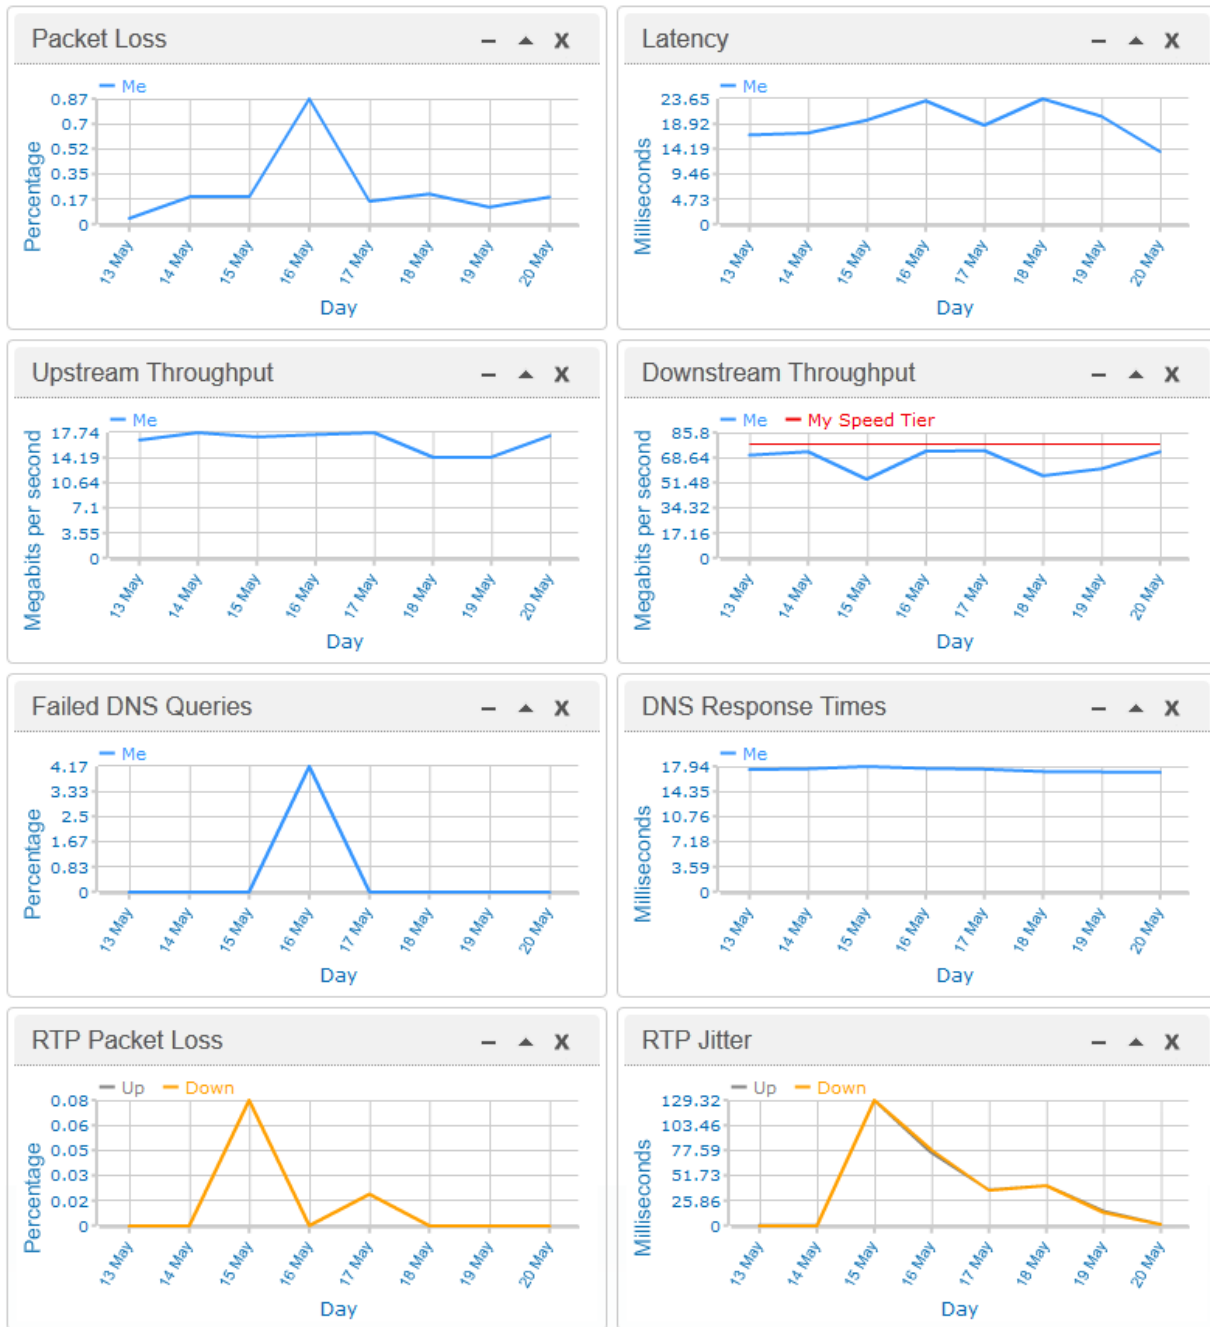 Packet Loss
Me
0.87
0.7
0.52
0.35
0.17
0
Percentage
13 May 14 May 15 May 16 May 17 May 18 May 19 May 20 May
Day
Latency
Me
23.65
18.92
14.19
9.46
4.73
0
Milliseconds
13 May 14 May 15 May 16 May 17 May 18 May 19 May 20 May
Day
Upstream Throughput
Me
17.74
14.19
10.64
7.1
3.55
0
Megabits per second
13 May 14 May 15 May 16 May 17 May 18 May 19 May 20 May
Day
Downstream Throughput
Me My Speed Tier
85.8
68.64
51.48
34.32
17.16
0
Megabits per second
13 May 14 May 15 May 16 May 17 May 18 May 19 May 20 May
Day
Failed DNS Queries
Me
4.17
3.33
2.5
1.67
0.83
0
Percentage
13 May 14 May 15 May 16 May 17 May 18 May 19 May 20 May
Day
DNS Response Times
Me
17.94
14.35
10.76
7.18
3.59
0
Milliseconds
13 May 14 May 15 May 16 May 17 May 18 May 19 May 20 May
Day
RTP Packet Loss
Up Down
0.08
0.06
0.05
0.03
0.02
0
Percentage
13 May 14 May 15 May 16 May 17 May 18 May 19 May 20 May
Day
RTP Jitter
Up Down
129.32
103.46
77.59
51.73
25.86
0
Milliseconds
13 May 14 May 15 May 16 May 17 May 18 May 19 May 20 May
Day